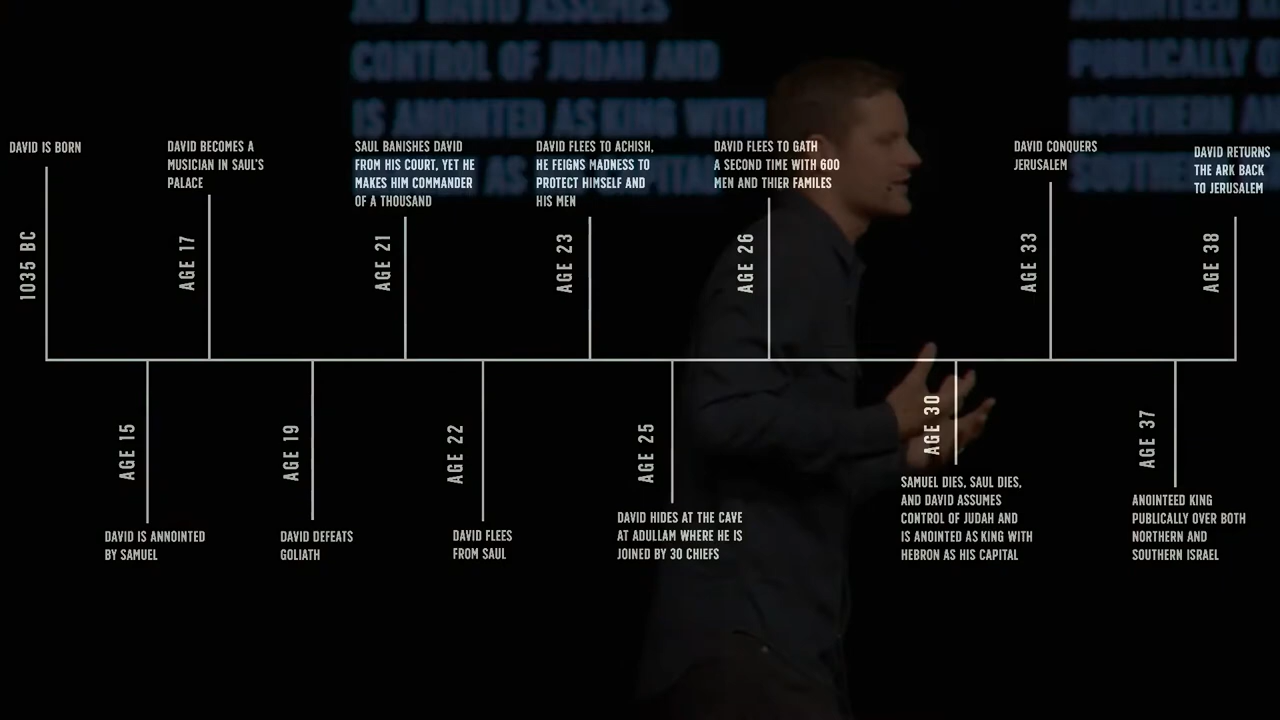 AND DAVID ASSUMES
CONTROL OF JUDAH AND
IS ANOINTED AS KING WITH
ANOINTEED
PUBLICALLY
NORTHERN
SOUTHERN
DAVID IS BORN
1035 BC
DAVID BECOMES A
MUSICIAN IN SAUL'S
PALACE
AGE 17
SAUL BANISHES DAVID
FROM HIS COURT, YET HE
MAKES HIM COMMANDER
OF A THOUSAND
AGE 21
DAVID FLEES TO ACHISH,
HE FEIGNS MADNESS TO
PROTECT HIMSELF AND
HIS MEN
AGE 23
DAVID FLEES TO GATH
A SECOND TIME WITH 600
MEN AND THIER FAMILES
AGE 26
DAVID CONQUERS
JERUSALEM
AGE 33
DAVID RETURNS
THE ARK BACK
TO JERUSALEM
AGE 38
AGE 15
DAVID IS ANNOINTED
BY SAMUEL
AGE 19
DAVID DEFEATS
GOLIATH
AGE 22
DAVID FLEES
FROM SAUL
AGE 25
DAVID HIDES AT THE CAVE
AT ADULLAM WHERE HE IS
JOINED BY 30 CHIEFS
AGE 30
SAMUEL DIES, SAUL DIES,
AND DAVID ASSUMES
CONTROL OF JUDAH AND
IS ANOINTED AS KING WITH
HEBRON AS HIS CAPITAL
AGE 37
ANOINTEED KING
PUBLICALLY OVER BOTH
NORTHERN AND
SOUTHERN ISRAEL